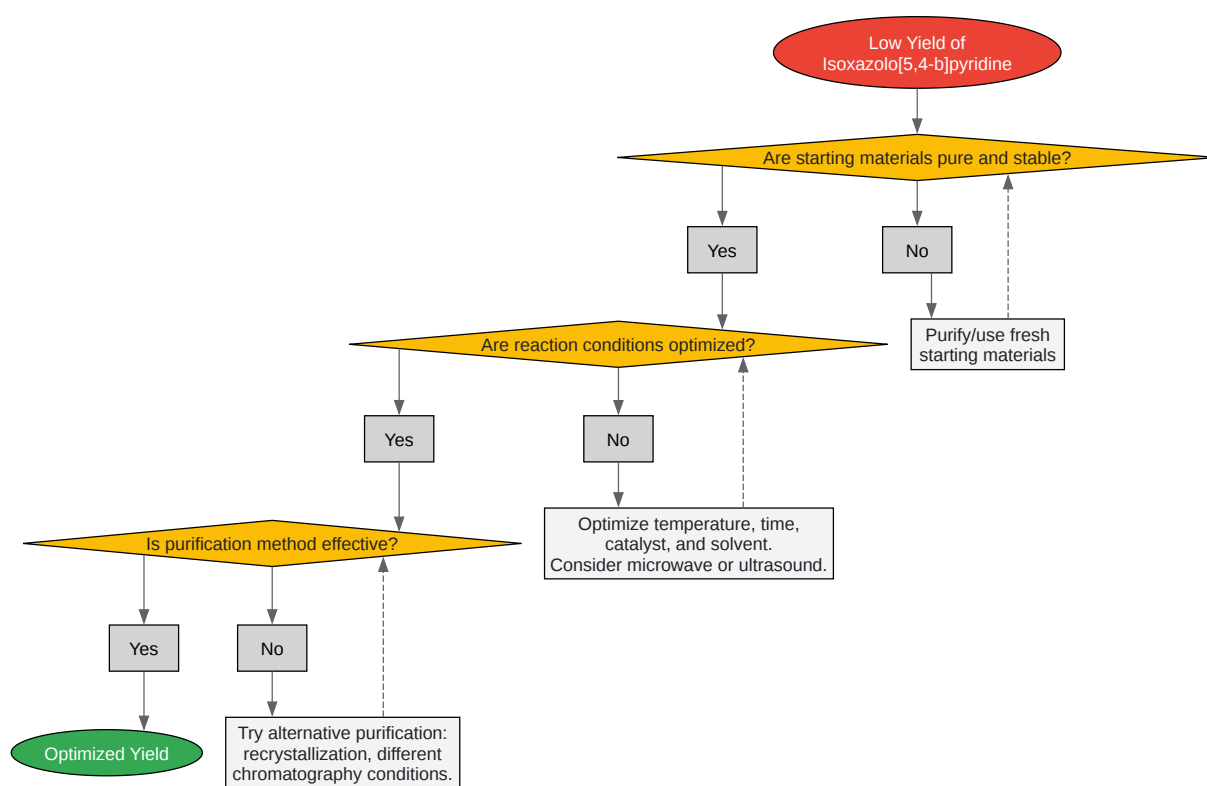 Low Yield of
Isoxazolo[5,4-b]pyridine
Are starting materials pure and stable?
Yes
No
Purify/use fresh
starting materials
Are reaction conditions optimized?
Yes
No
Optimize temperature, time,
catalyst, and solvent.
Consider microwave or ultrasound.
Is purification method effective?
Yes
No
Optimized Yield
Try alternative purification:
recrystallization, different
chromatography conditions.